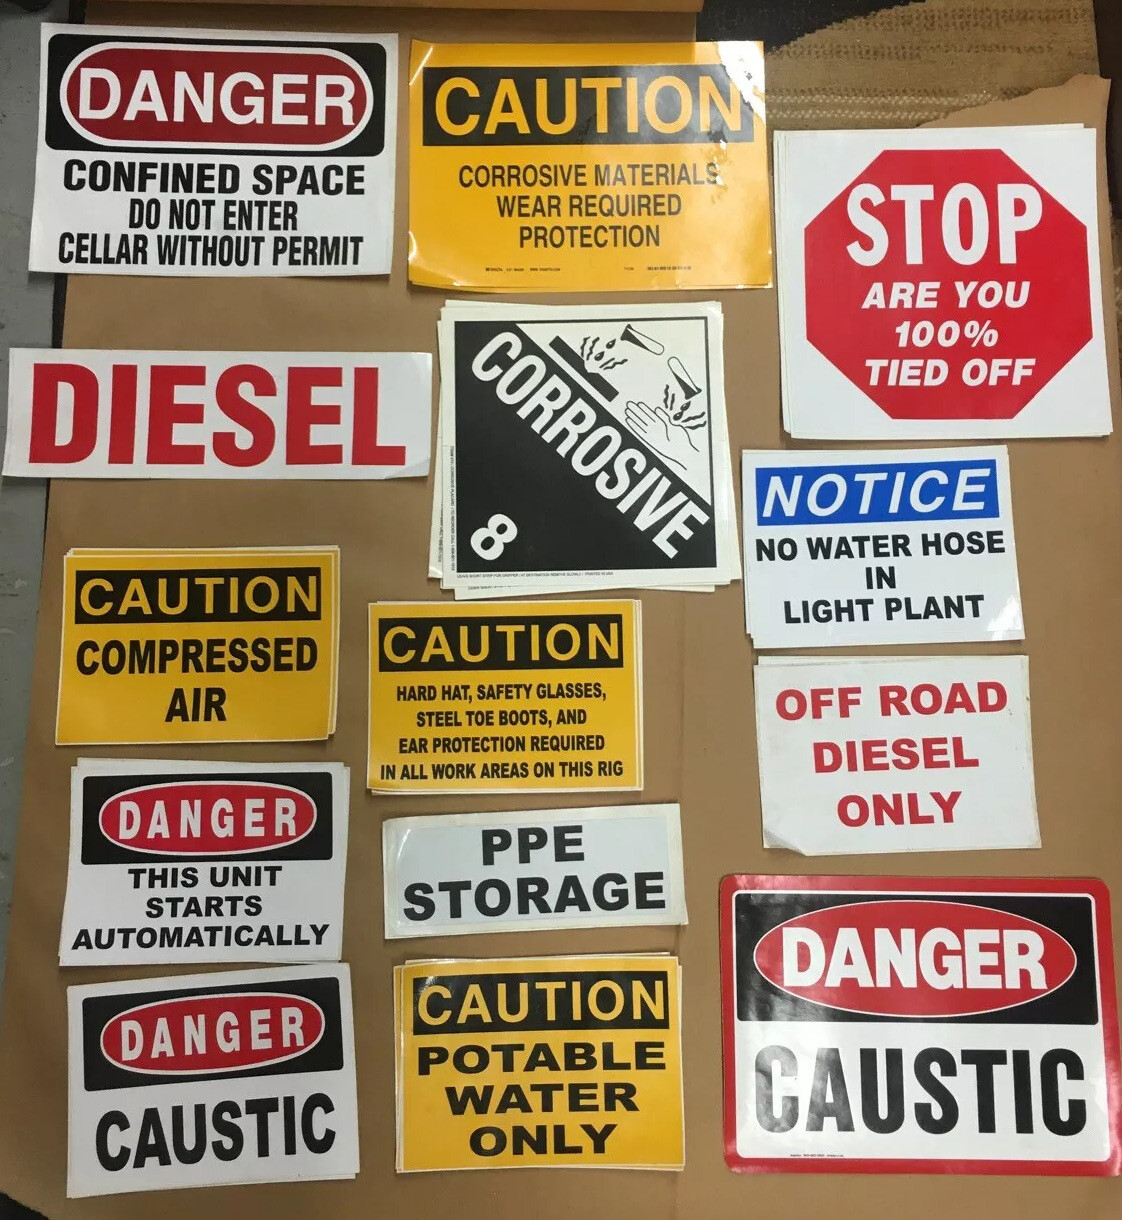 DANGER
CONFINED SPACE
DO NOT ENTER
CELLAR WITHOUT PERMIT
CAUTION
CORROSIVE MATERIALS
WEAR REQUIRED
PROTECTION
STOP
ARE YOU
100%
TIED OFF
DIESEL
CORROSIVE
8
NOTICE
NO WATER HOSE
IN
LIGHT PLANT
CAUTION
COMPRESSED
AIR
CAUTION
HARD HAT, SAFETY GLASSES,
STEEL TOE BOOTS, AND
EAR PROTECTION REQUIRED
IN ALL WORK AREAS ON THIS RIG
OFF ROAD
DIESEL
ONLY
DANGER
THIS UNIT
STARTS
AUTOMATICALLY
PPE
STORAGE
DANGER
CAUSTIC
CAUTION
POTABLE
WATER
ONLY
DANGER
CAUSTIC